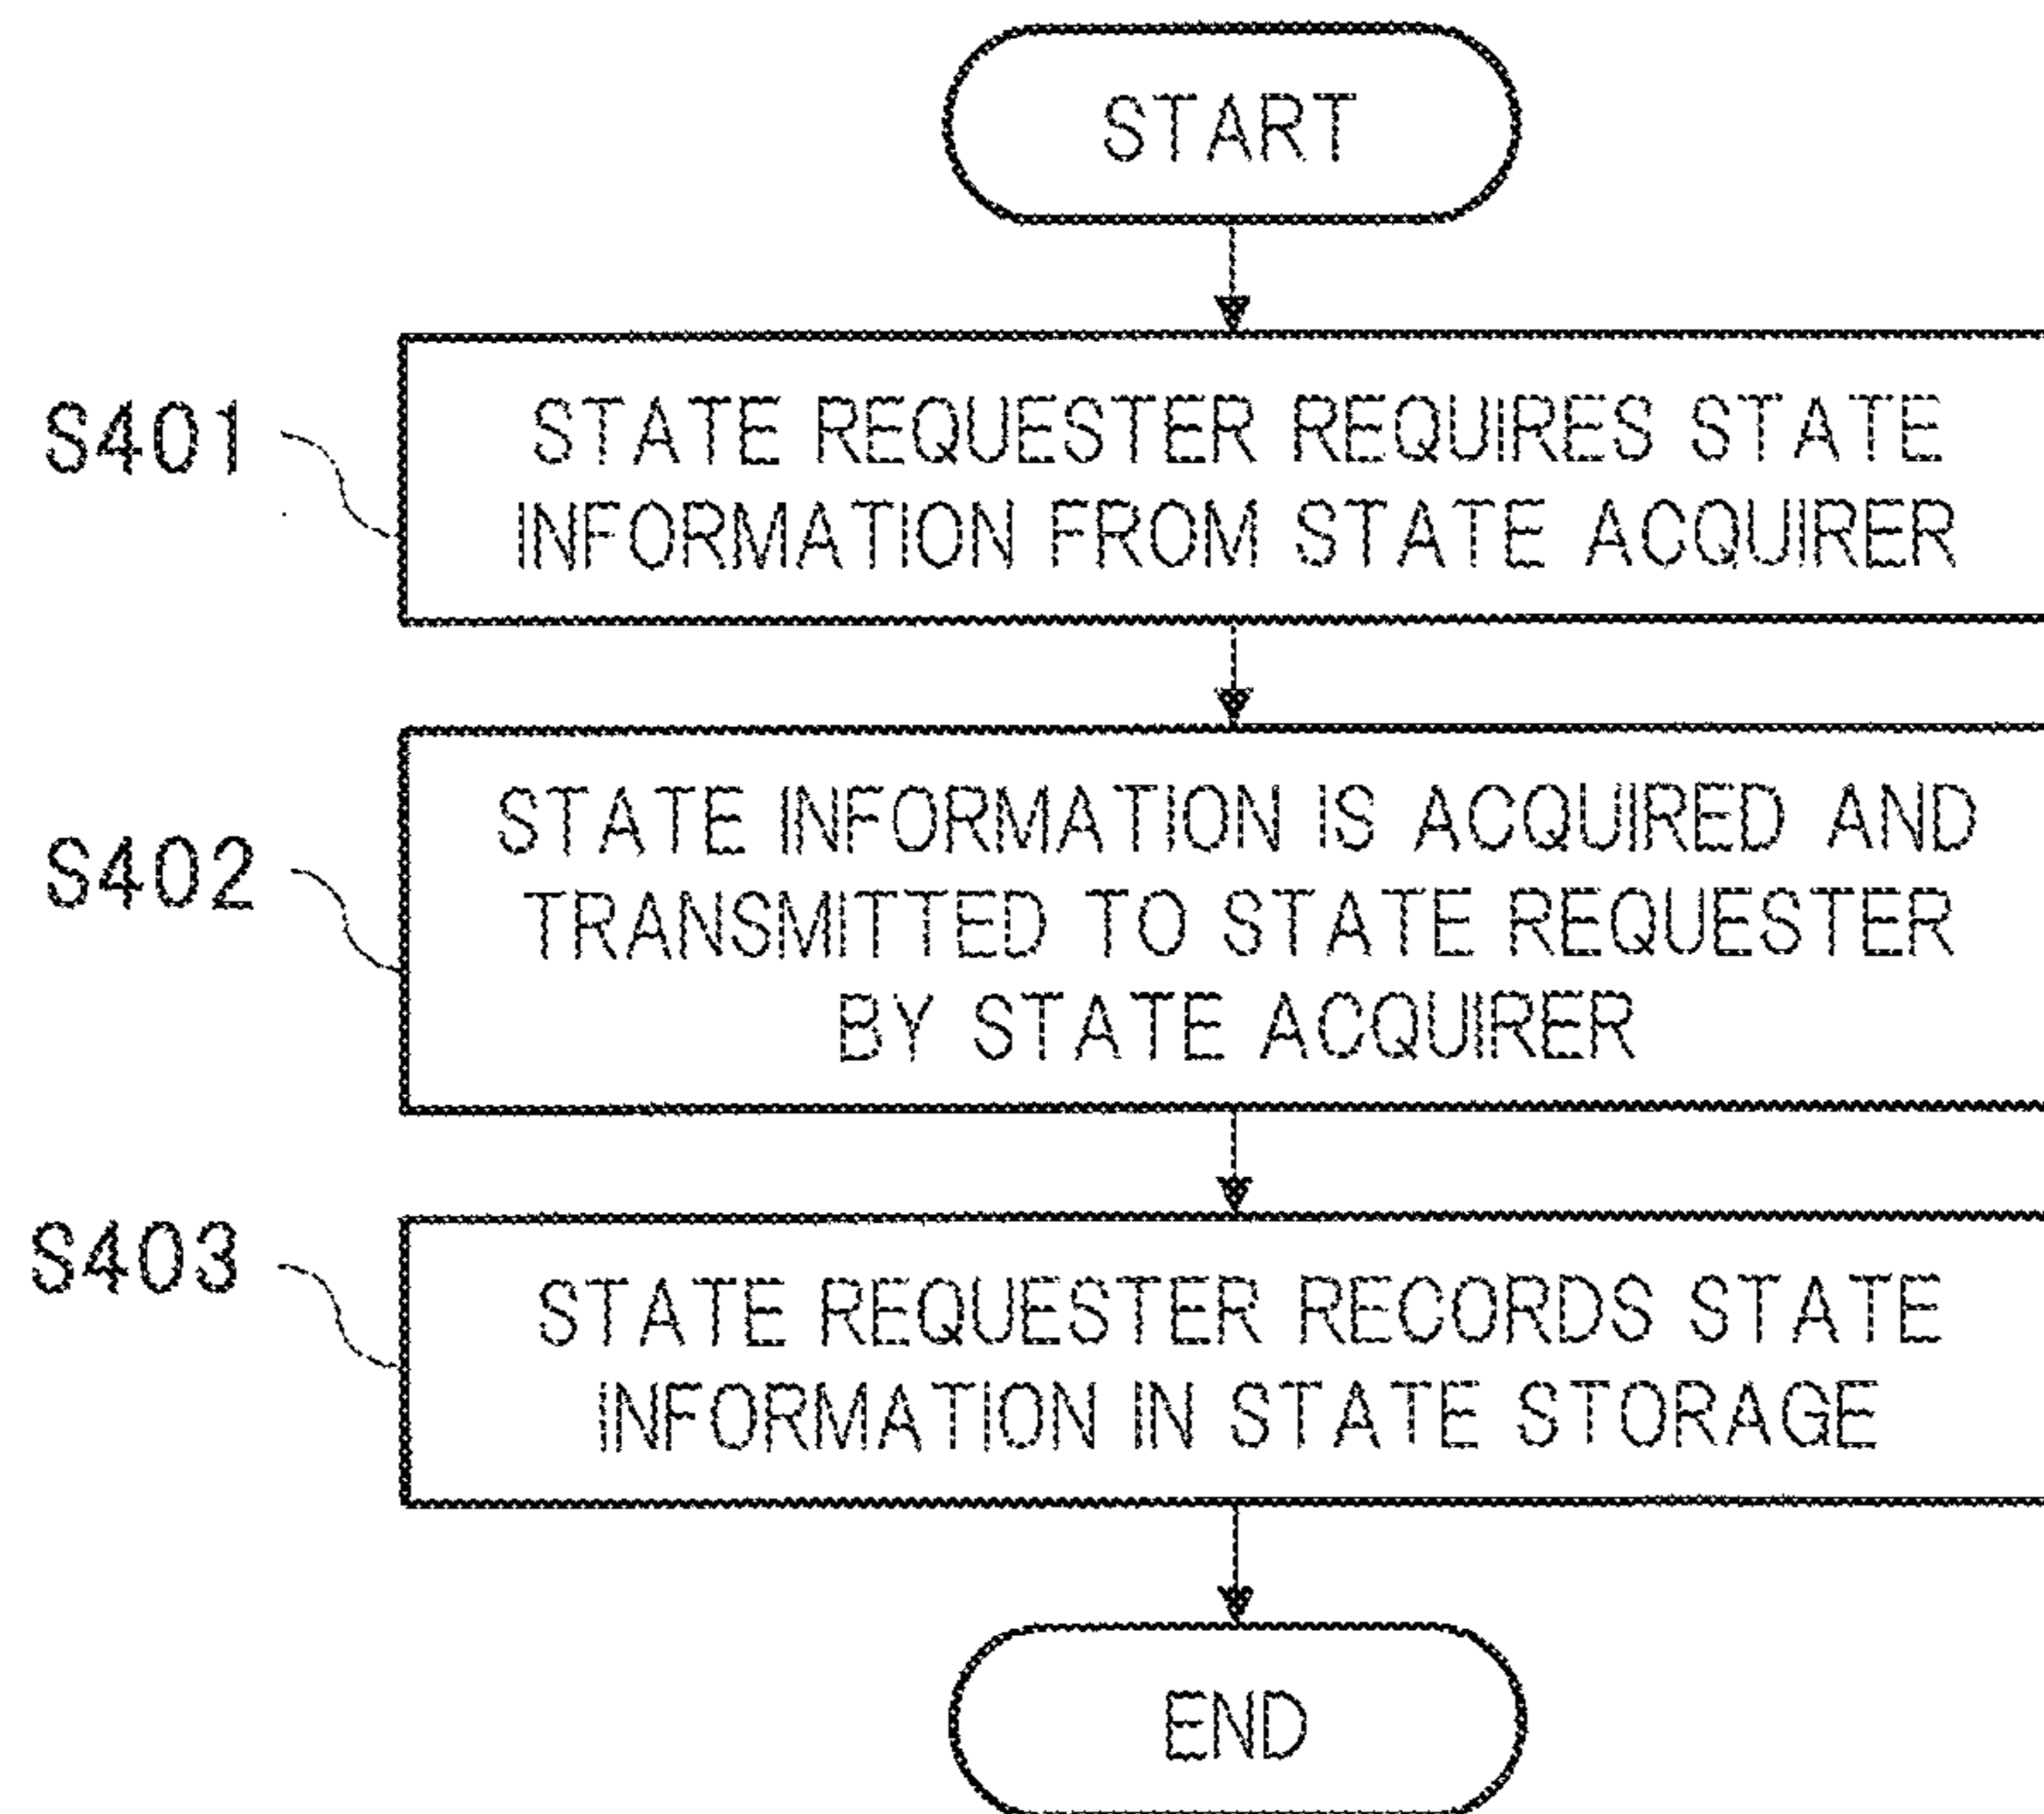 START
S401
STATE REQUESTER REQUIRES STATE
INFORMATION FROM STATE ACQUIRER
S402
STATE INFORMATION IS ACQUIRED AND
TRANSMITTED TO STATE REQUESTER
BY STATE ACQUIRER
S403
STATE REQUESTER RECORDS STATE
INFORMATION IN STATE STORAGE
END